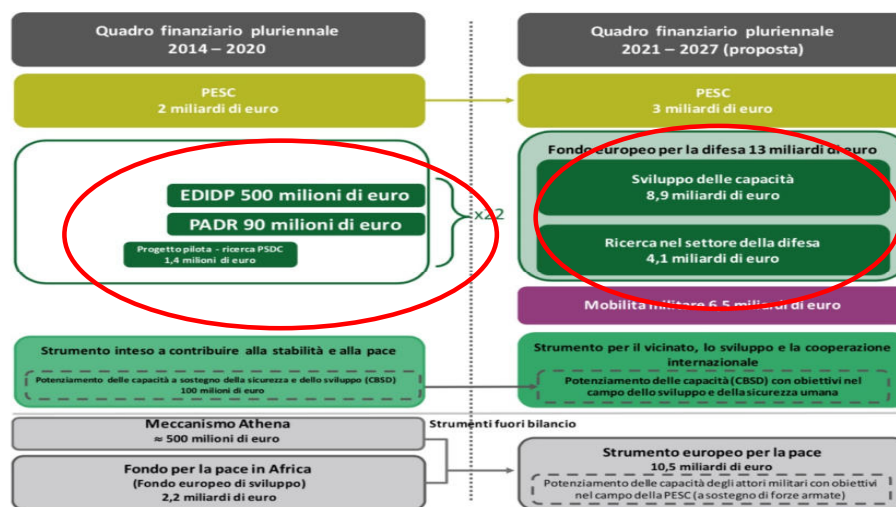 Quadro finanziario pluriennale
2014 – 2020
PESC
2 miliardi di euro
EDIDP 500 milioni di euro
PADR 90 milioni di euro
Progetto pilota - ricerca PSDC
1,4 milioni di euro
x22
Strumento inteso a contribuire alla stabilità e alla pace
Potenziamento delle capacità a sostegno della sicurezza e dello sviluppo (CBSD)
100 milioni di euro
Meccanismo Athena
≈ 500 milioni di euro
Fondo per la pace in Africa
(Fondo europeo di sviluppo)
2,2 miliardi di euro
Strumenti fuori bilancio
Quadro finanziario pluriennale
2021 – 2027 (proposta)
PESC
3 miliardi di euro
Fondo europeo per la difesa 13 miliardi di euro
Sviluppo delle capacità
8,9 miliardi di euro
Ricerca nel settore della difesa
4,1 miliardi di euro
Mobilita militare 6,5 miliardi di euro
Strumento per il vicinato, lo sviluppo e la cooperazione
internazionale
Potenziamento delle capacità (CBSD) con obiettivi nel
campo dello sviluppo e della sicurezza umana
Strumento europeo per la pace
10,5 miliardi di euro
Potenziamento delle capacità degli attori militari con obiettivi
nel campo della PESC (a sostegno di forze armate)